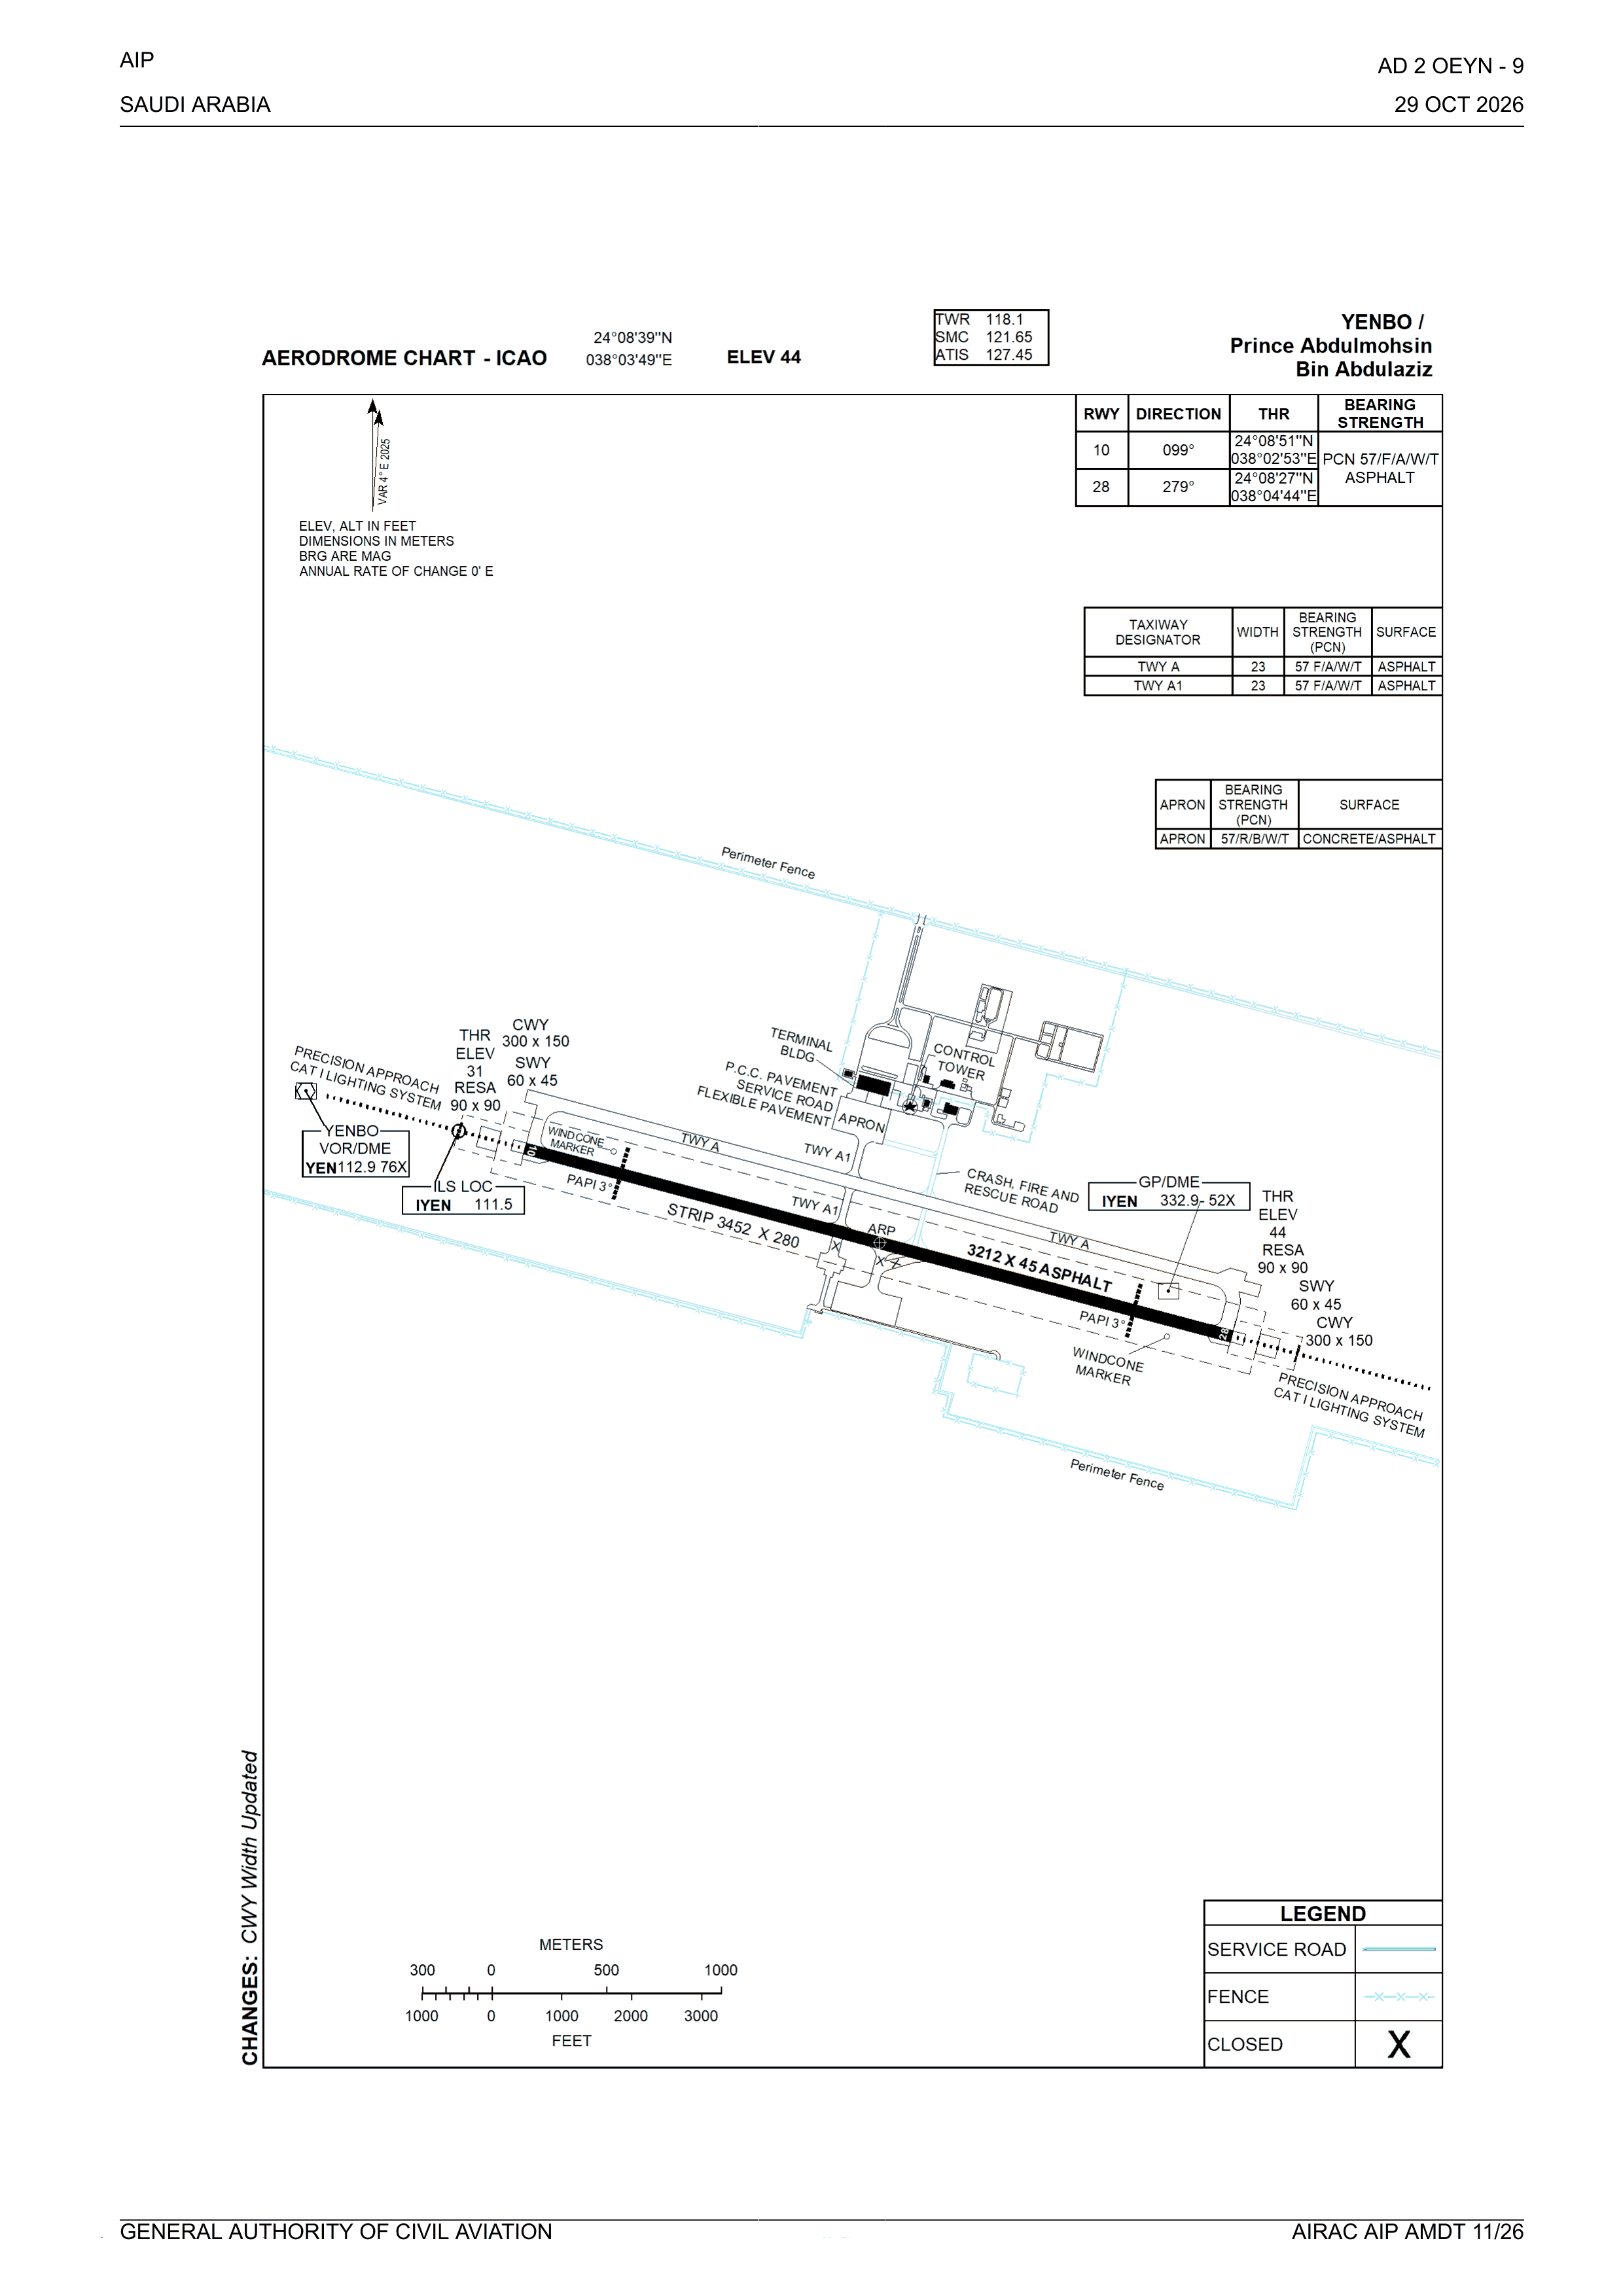 AIP
AD 2 OEYN - 9
SAUDI ARABIA
29 OCT 2026
AERODROME CHART - ICAO
24°08'39"N
038°03'49"E
ELEV 44
TWR 118.1
SMC 121.65
ATIS 127.45
YENBO /
Prince Abdulmohsin
Bin Abdulaziz
VAR 4° E 2025
ELEV, ALT IN FEET
DIMENSIONS IN METERS
BRG ARE MAG
ANNUAL RATE OF CHANGE 0' E
RWY DIRECTION THR BEARING STRENGTH
10 099° 24°08'51"N 038°02'53"E
28 279° 24°08'27"N 038°04'44"E
PCN 57/F/A/W/T
ASPHALT
TAXIWAY DESIGNATOR WIDTH BEARING STRENGTH (PCN) SURFACE
TWY A 23 57 F/A/W/T ASPHALT
TWY A1 23 57 F/A/W/T ASPHALT
APRON BEARING STRENGTH (PCN) SURFACE
APRON 57/R/B/W/T CONCRETE/ASPHALT
Perimeter Fence
PRECISION APPROACH
CAT I LIGHTING SYSTEM
THR
ELEV
31
RESA
90 x 90
CWY
300 x 150
SWY
60 x 45
YENBO
VOR/DME
YEN 112.9 76X
ILS LOC
IYEN 111.5
10
WINDCONE
MARKER
PAPI 3°
TWY A
STRIP 3452 X 280
TERMINAL
BLDG
P.C.C. PAVEMENT
SERVICE ROAD
FLEXIBLE PAVEMENT
APRON
CONTROL
TOWER
TWY A1
TWY A1
ARP
X
X
X
CRASH, FIRE AND
RESCUE ROAD
3212 X 45 ASPHALT
TWY A
GP/DME
IYEN 332.9 - 52X
THR
ELEV
44
RESA
90 x 90
SWY
60 x 45
CWY
300 x 150
PAPI 3°
28
WINDCONE
MARKER
PRECISION APPROACH
CAT I LIGHTING SYSTEM
Perimeter Fence
CHANGES: CWY Width Updated
METERS
300 0 500 1000
1000 0 1000 2000 3000
FEET
LEGEND
SERVICE ROAD
FENCE
CLOSED X
GENERAL AUTHORITY OF CIVIL AVIATION
AIRAC AIP AMDT 11/26